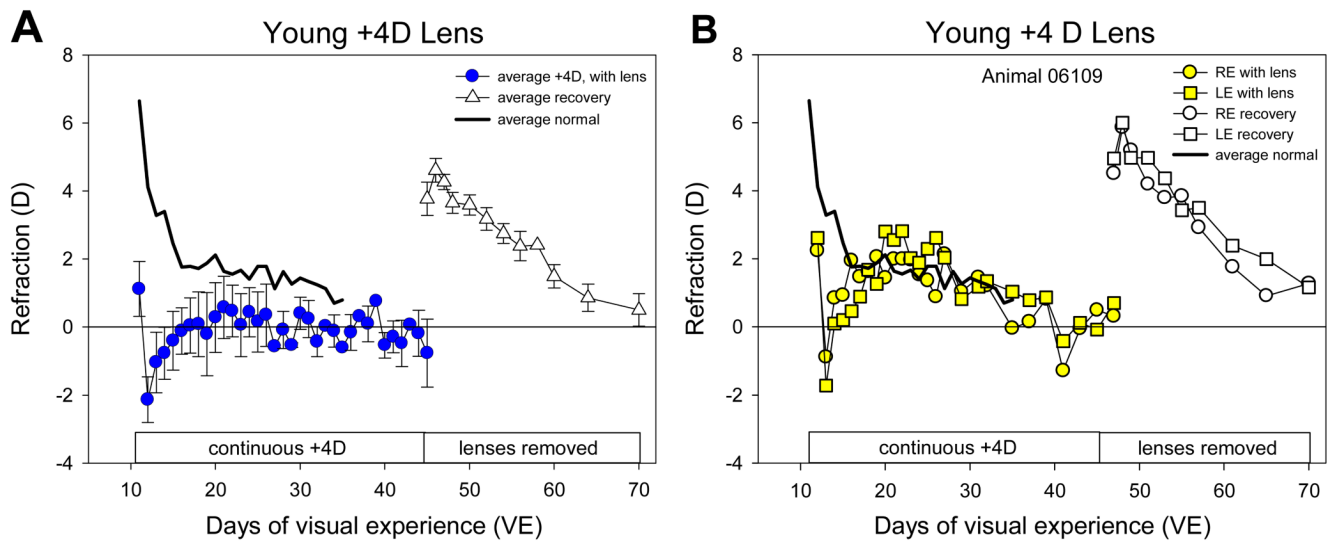 A
Young +4D Lens
8
6
4
2
0
-2
-4
Refraction (D)
average +4D, with lens
average recovery
average normal
continuous +4D
lenses removed
10 20 30 40 50 60 70
Days of visual experience (VE)
B
Young +4 D Lens
Animal 06109
8
6
4
2
0
-2
-4
Refraction (D)
RE with lens
LE with lens
RE recovery
LE recovery
average normal
continuous +4D
lenses removed
10 20 30 40 50 60 70
Days of visual experience (VE)